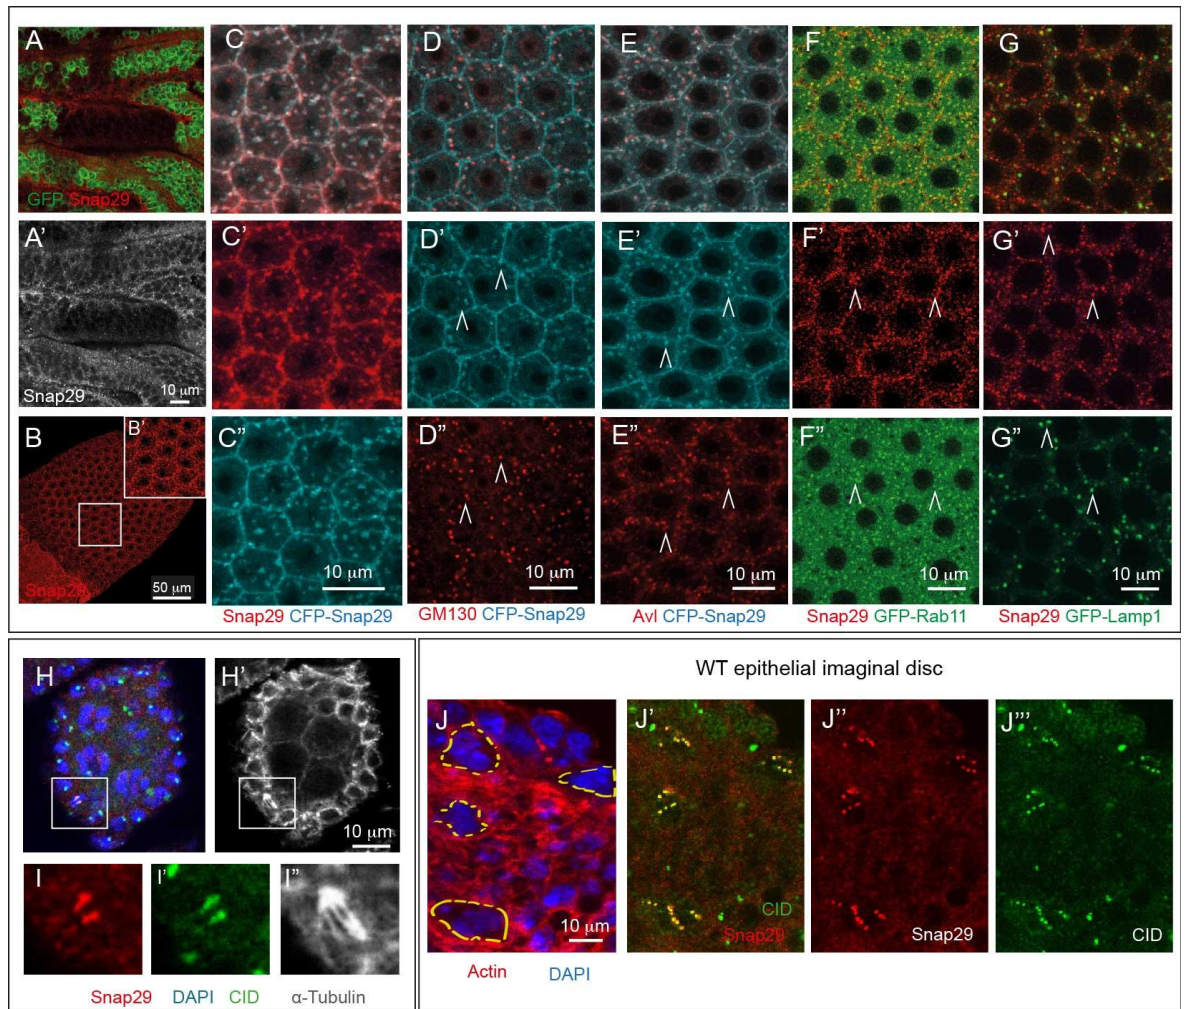 A
GFP Snap29
C
D
E
F
G
A'
Snap29
10 μm
C'
D'
E'
F'
G'
B
B'
Snap29
50 μm
C"
10 μm
D"
10 μm
E"
10 μm
F"
10 μm
G"
10 μm
Snap29 CFP-Snap29
GM130 CFP-Snap29
Avl CFP-Snap29
Snap29 GFP-Rab11
Snap29 GFP-Lamp1
H
H'
10 μm
I
I'
I"
Snap29 DAPI CID α-Tubulin
WT epithelial imaginal disc
J
10 μm
J'
CID
Snap29
J"
Snap29
J"'
CID
Actin DAPI